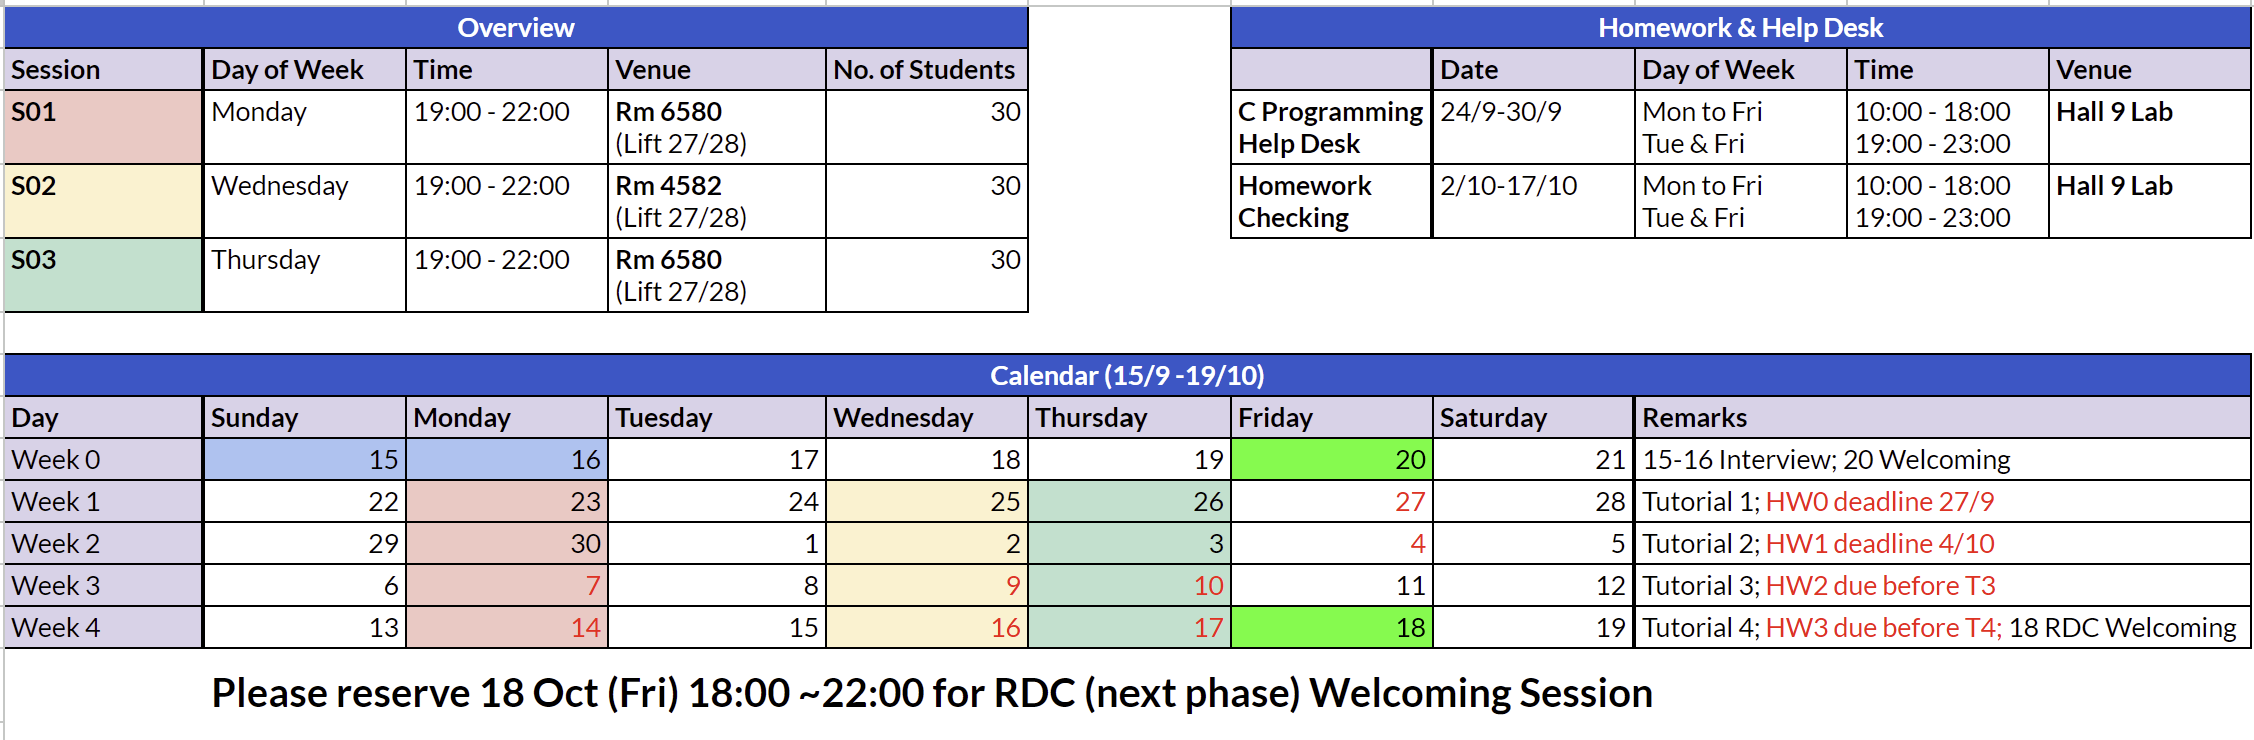 Overview
Session Day of Week Time Venue No. of Students
S01 Monday 19:00 - 22:00 Rm 6580 30
(Lift 27/28)
S02 Wednesday 19:00 - 22:00 Rm 4582 30
(Lift 27/28)
S03 Thursday 19:00 - 22:00 Rm 6580 30
(Lift 27/28)
Homework & Help Desk
Date Day of Week Time Venue
C Programming 24/9-30/9 Mon to Fri 10:00 - 18:00 Hall 9 Lab
Help Desk Tue & Fri 19:00 - 23:00
Homework 2/10-17/10 Mon to Fri 10:00 - 18:00 Hall 9 Lab
Checking Tue & Fri 19:00 - 23:00
Calendar (15/9 -19/10)
Day Sunday Monday Tuesday Wednesday Thursday Friday Saturday Remarks
Week 0 15 16 17 18 19 20 21 15-16 Interview; 20 Welcoming
Week 1 22 23 24 25 26 27 28 Tutorial 1; HW0 deadline 27/9
Week 2 29 30 1 2 3 4 5 Tutorial 2; HW1 deadline 4/10
Week 3 6 7 8 9 10 11 12 Tutorial 3; HW2 due before T3
Week 4 13 14 15 16 17 18 19 Tutorial 4; HW3 due before T4; 18 RDC Welcoming
Please reserve 18 Oct (Fri) 18:00 ~22:00 for RDC (next phase) Welcoming Session